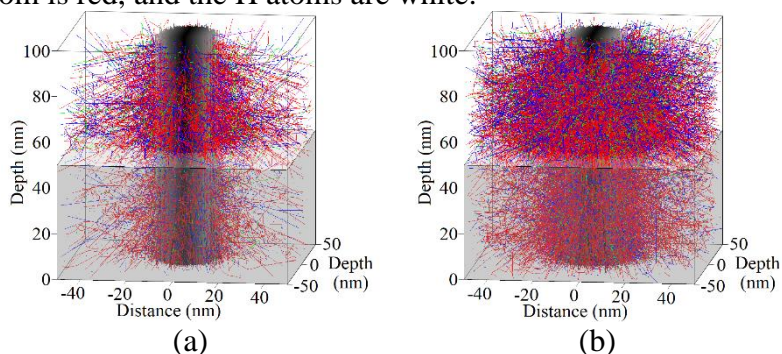 om is red, and the H atoms are white.
100
80
60
40
20
0
Depth (nm)
-40 -20 0 20 40
Distance (nm)
50
0
-50
Depth
(nm)
(a)
100
80
60
40
20
0
Depth (nm)
-40 -20 0 20 40
Distance (nm)
50
0
-50
Depth
(nm)
(b)